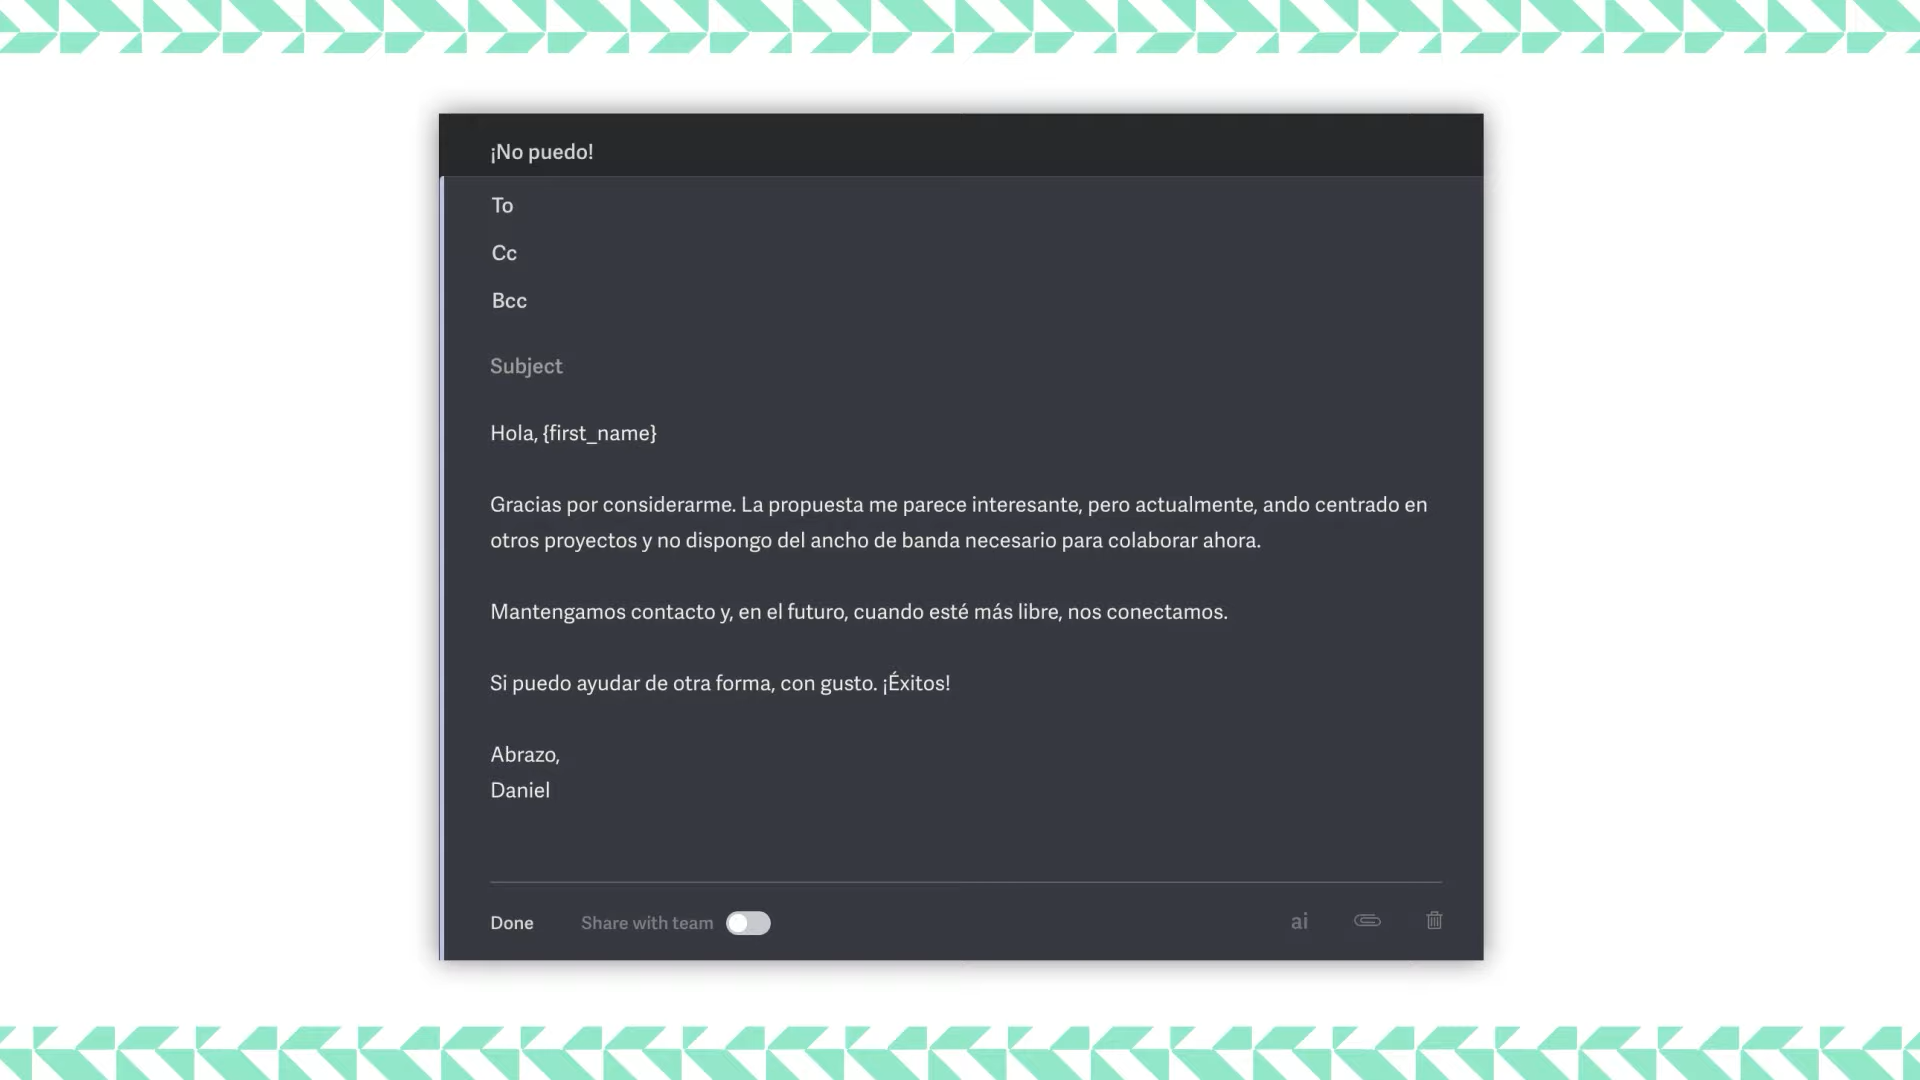 ¡No puedo!
To
Cc
Bcc
Subject
Hola, {first_name}
Gracias por considerarme. La propuesta me parece interesante, pero actualmente, ando centrado en
otros proyectos y no dispongo del ancho de banda necesario para colaborar ahora.
Mantengamos contacto y, en el futuro, cuando esté más libre, nos conectamos.
Si puedo ayudar de otra forma, con gusto. ¡Éxitos!
Abrazo,
Daniel
Done Share with team ai